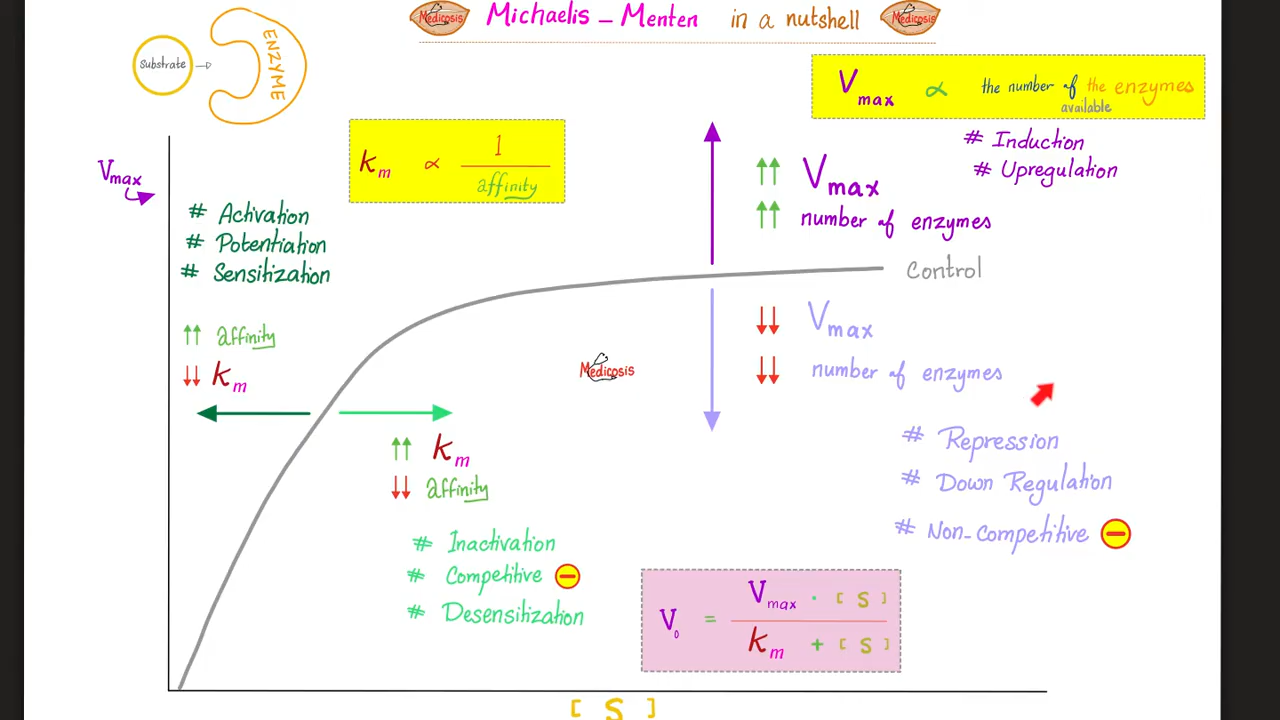 Medicosis Michaelis - Menten in a nutshell Medicosis
Substrate →
ENZYME
Vmax ∝ the number of the enzymes
available
# Induction
# Upregulation
Km ∝ 1
affinity
Vmax
# Activation
# Potentiation
# Sensitization
↑↑ Vmax
↑↑ number of enzymes
Control
↑↑ affinity
↓↓ Km
↓↓ Vmax
↓↓ number of enzymes
Medicosis
↑↑ Km
↓↓ affinity
# Repression
# Down Regulation
# Non-Competitive −
# Inactivation
# Competitive −
# Desensitization
V₀ = Vmax · [ S ]
Km + [ S ]
[ S ]